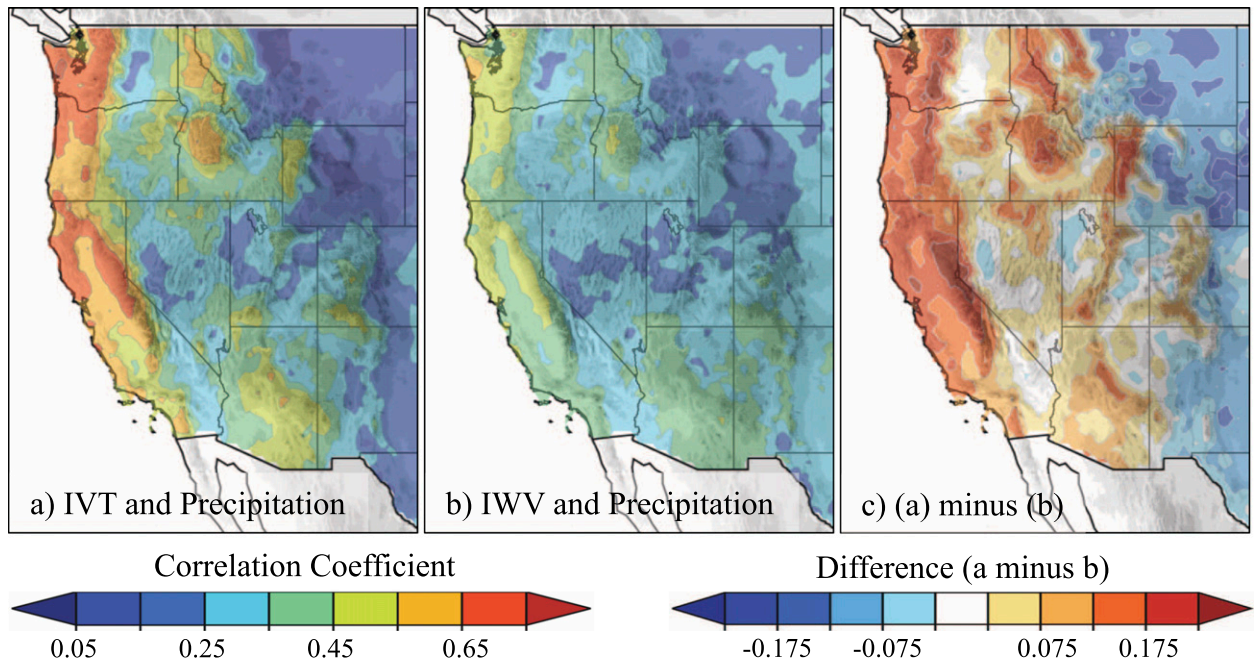 a) IVT and Precipitation
b) IWV and Precipitation
c) (a) minus (b)
Correlation Coefficient
Difference (a minus b)
0.05 0.25 0.45 0.65
-0.175 -0.075 0.075 0.175